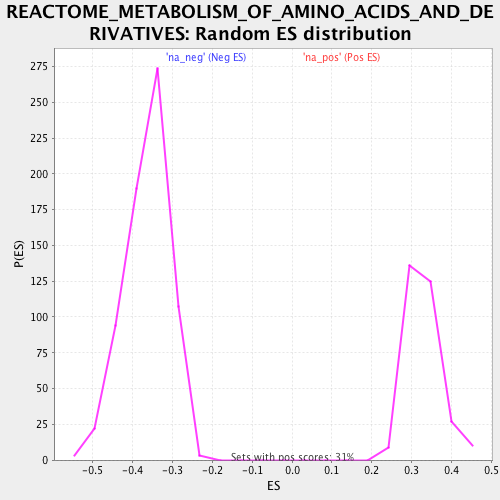 REACTOME_METABOLISM_OF_AMINO_ACIDS_AND_DE
RIVATIVES: Random ES distribution
'na_neg' (Neg ES) 'na_pos' (Pos ES)
275
250
225
200
175
150
125
100
75
50
25
0
P(ES)
Sets with pos scores: 31%
-0.5 -0.4 -0.3 -0.2 -0.1 0.0 0.1 0.2 0.3 0.4 0.5
ES